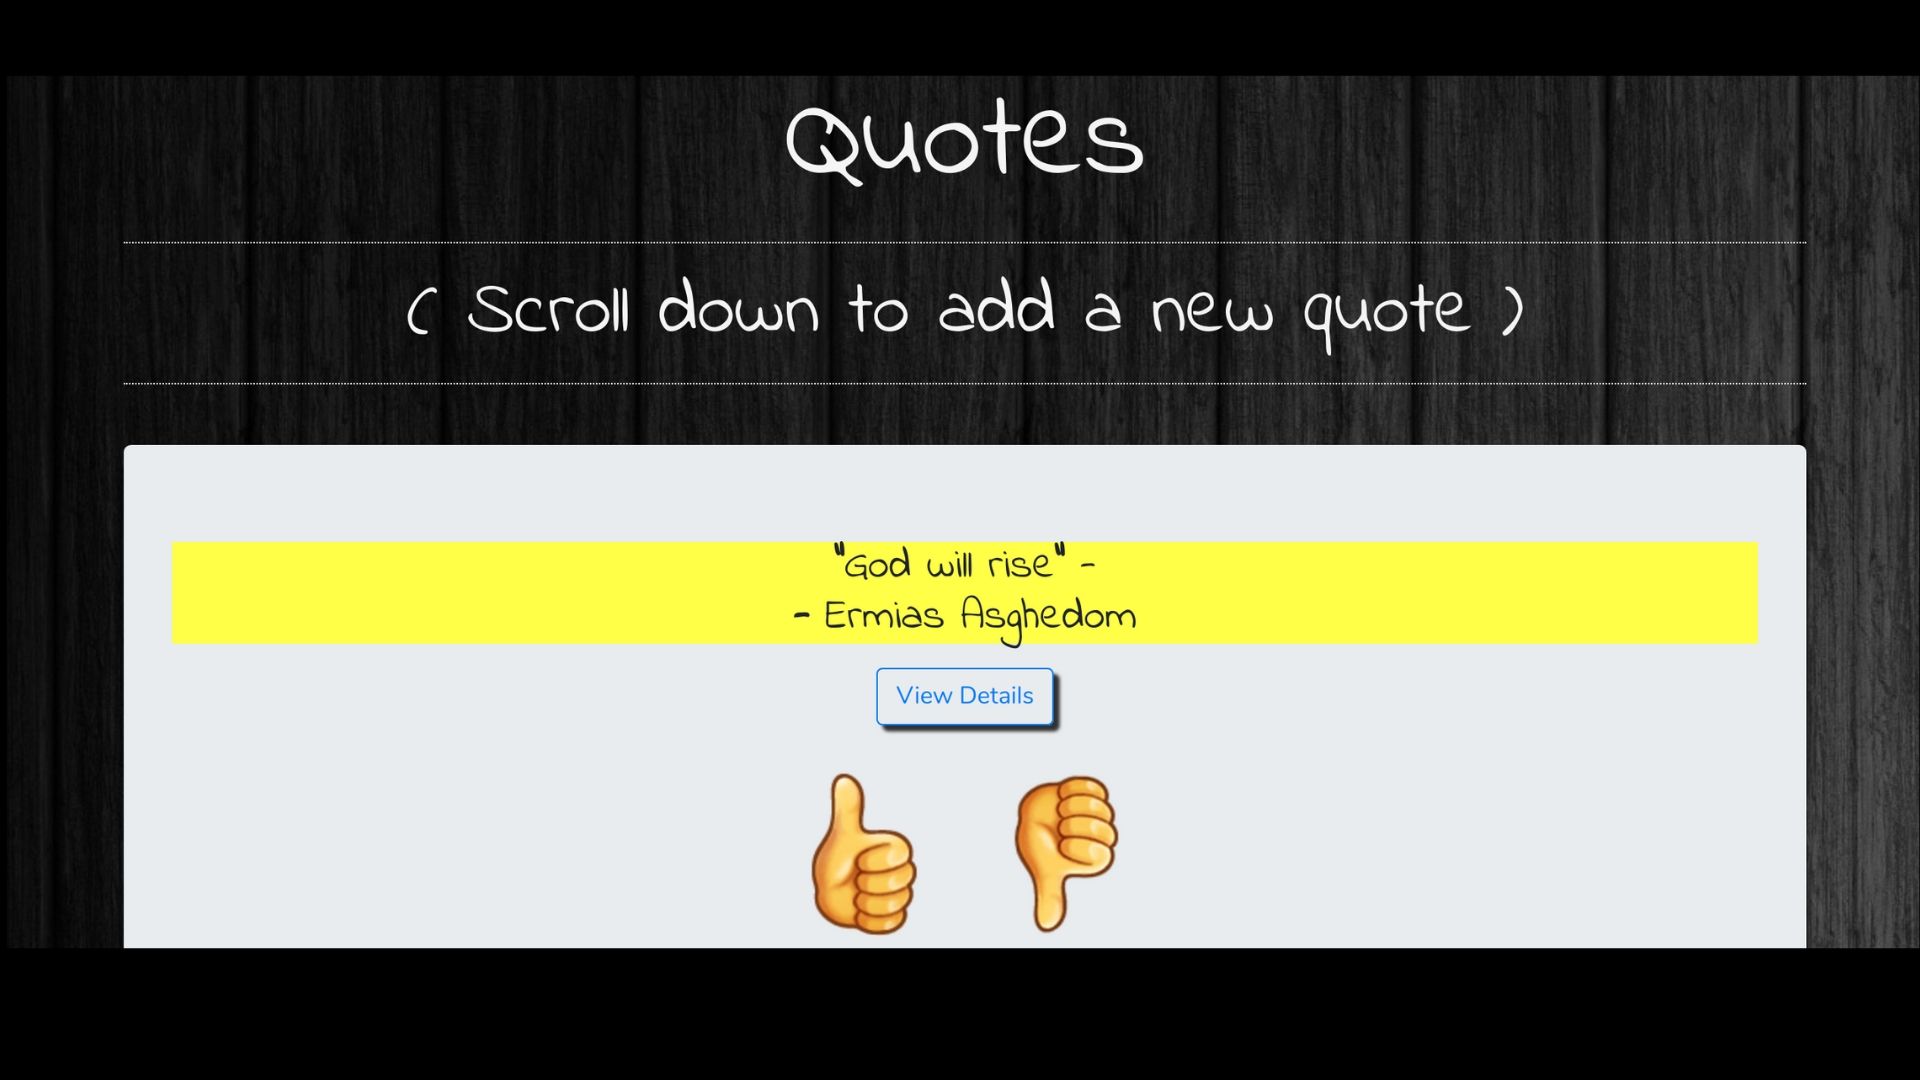 Quotes
( Scroll down to add a new quote )
"God will rise" -
- Ermias Asghedom
View Details